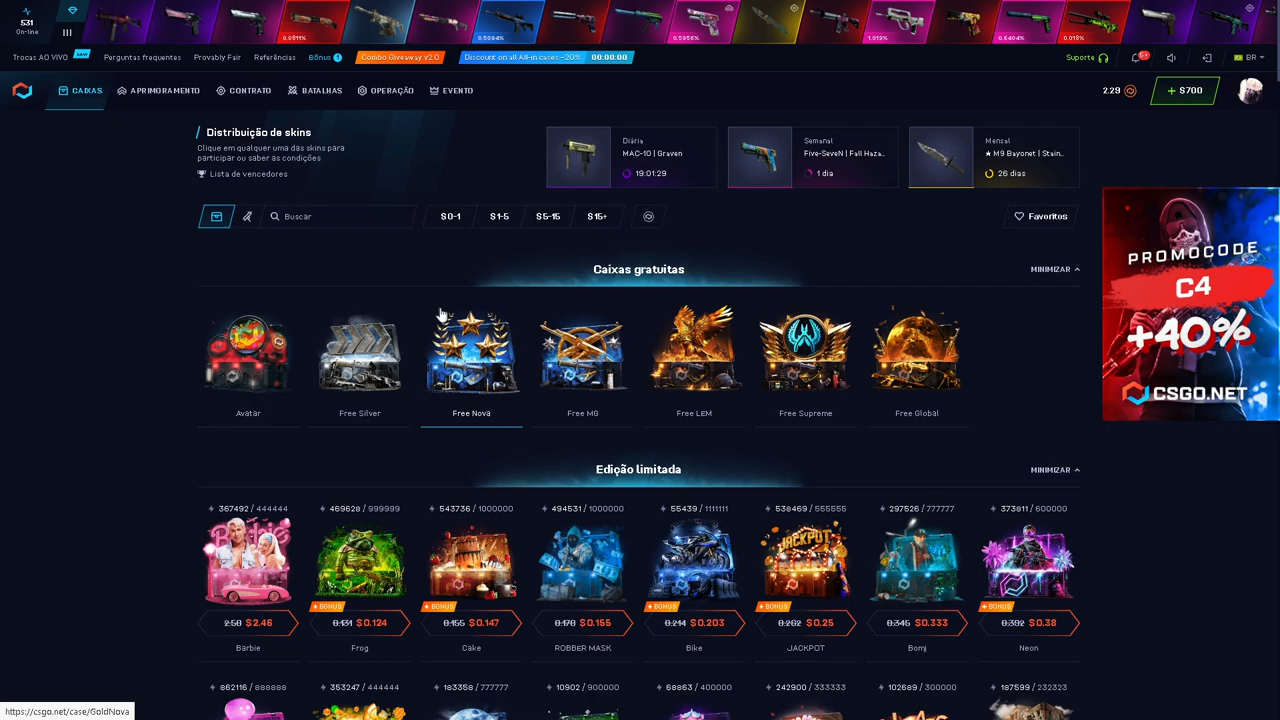 531
On-line
0.0811%
0.5094%
0.5956%
1.019%
0.6404%
0.018%
Trocas AO VIVO NEW
Perguntas frequentes
Provably Fair
Referências
Bônus 1
Combo Giveaway v2.0
Discount on all All-in cases -20% 00:00:00
Suporte
5+
BR
CAIXAS
APRIMORAMENTO
CONTRATO
BATALHAS
OPERAÇÃO
EVENTO
2.29
+ $700
Distribuição de skins
Clique em qualquer uma das skins para
participar ou saber as condições
Lista de vencedores
Diária
MAC-10 | Graven
19:01:29
Semanal
Five-SeveN | Fall Haza...
1 dia
Mensal
★ M9 Bayonet | Stain...
26 dias
Buscar
$0-1
$1-5
$5-15
$15+
Favoritos
Caixas gratuitas
MINIMIZAR
Avatar
Free Silver
Free Nova
Free MG
Free LEM
Free Supreme
Free Global
PROMOCODE
C4
+40%
CSGO.NET
Edição limitada
MINIMIZAR
367492 / 444444
469628 / 999999
543736 / 1000000
494531 / 1000000
55439 / 1111111
538469 / 555555
297526 / 777777
373811 / 600000
Barbie
JACKPOT
+ BONUS
+ BONUS
+ BONUS
+ BONUS
+ BONUS
2.58 $2.46
0.131 $0.124
0.155 $0.147
0.178 $0.155
0.214 $0.203
0.262 $0.25
0.345 $0.333
0.392 $0.38
Barbie
Frog
Cake
ROBBER MASK
Bike
JACKPOT
Bomj
Neon
862116 / 888888
353247 / 444444
183358 / 777777
10902 / 900000
68863 / 400000
242900 / 333333
102689 / 300000
187599 / 232323
https://csgo.net/case/GoldNova